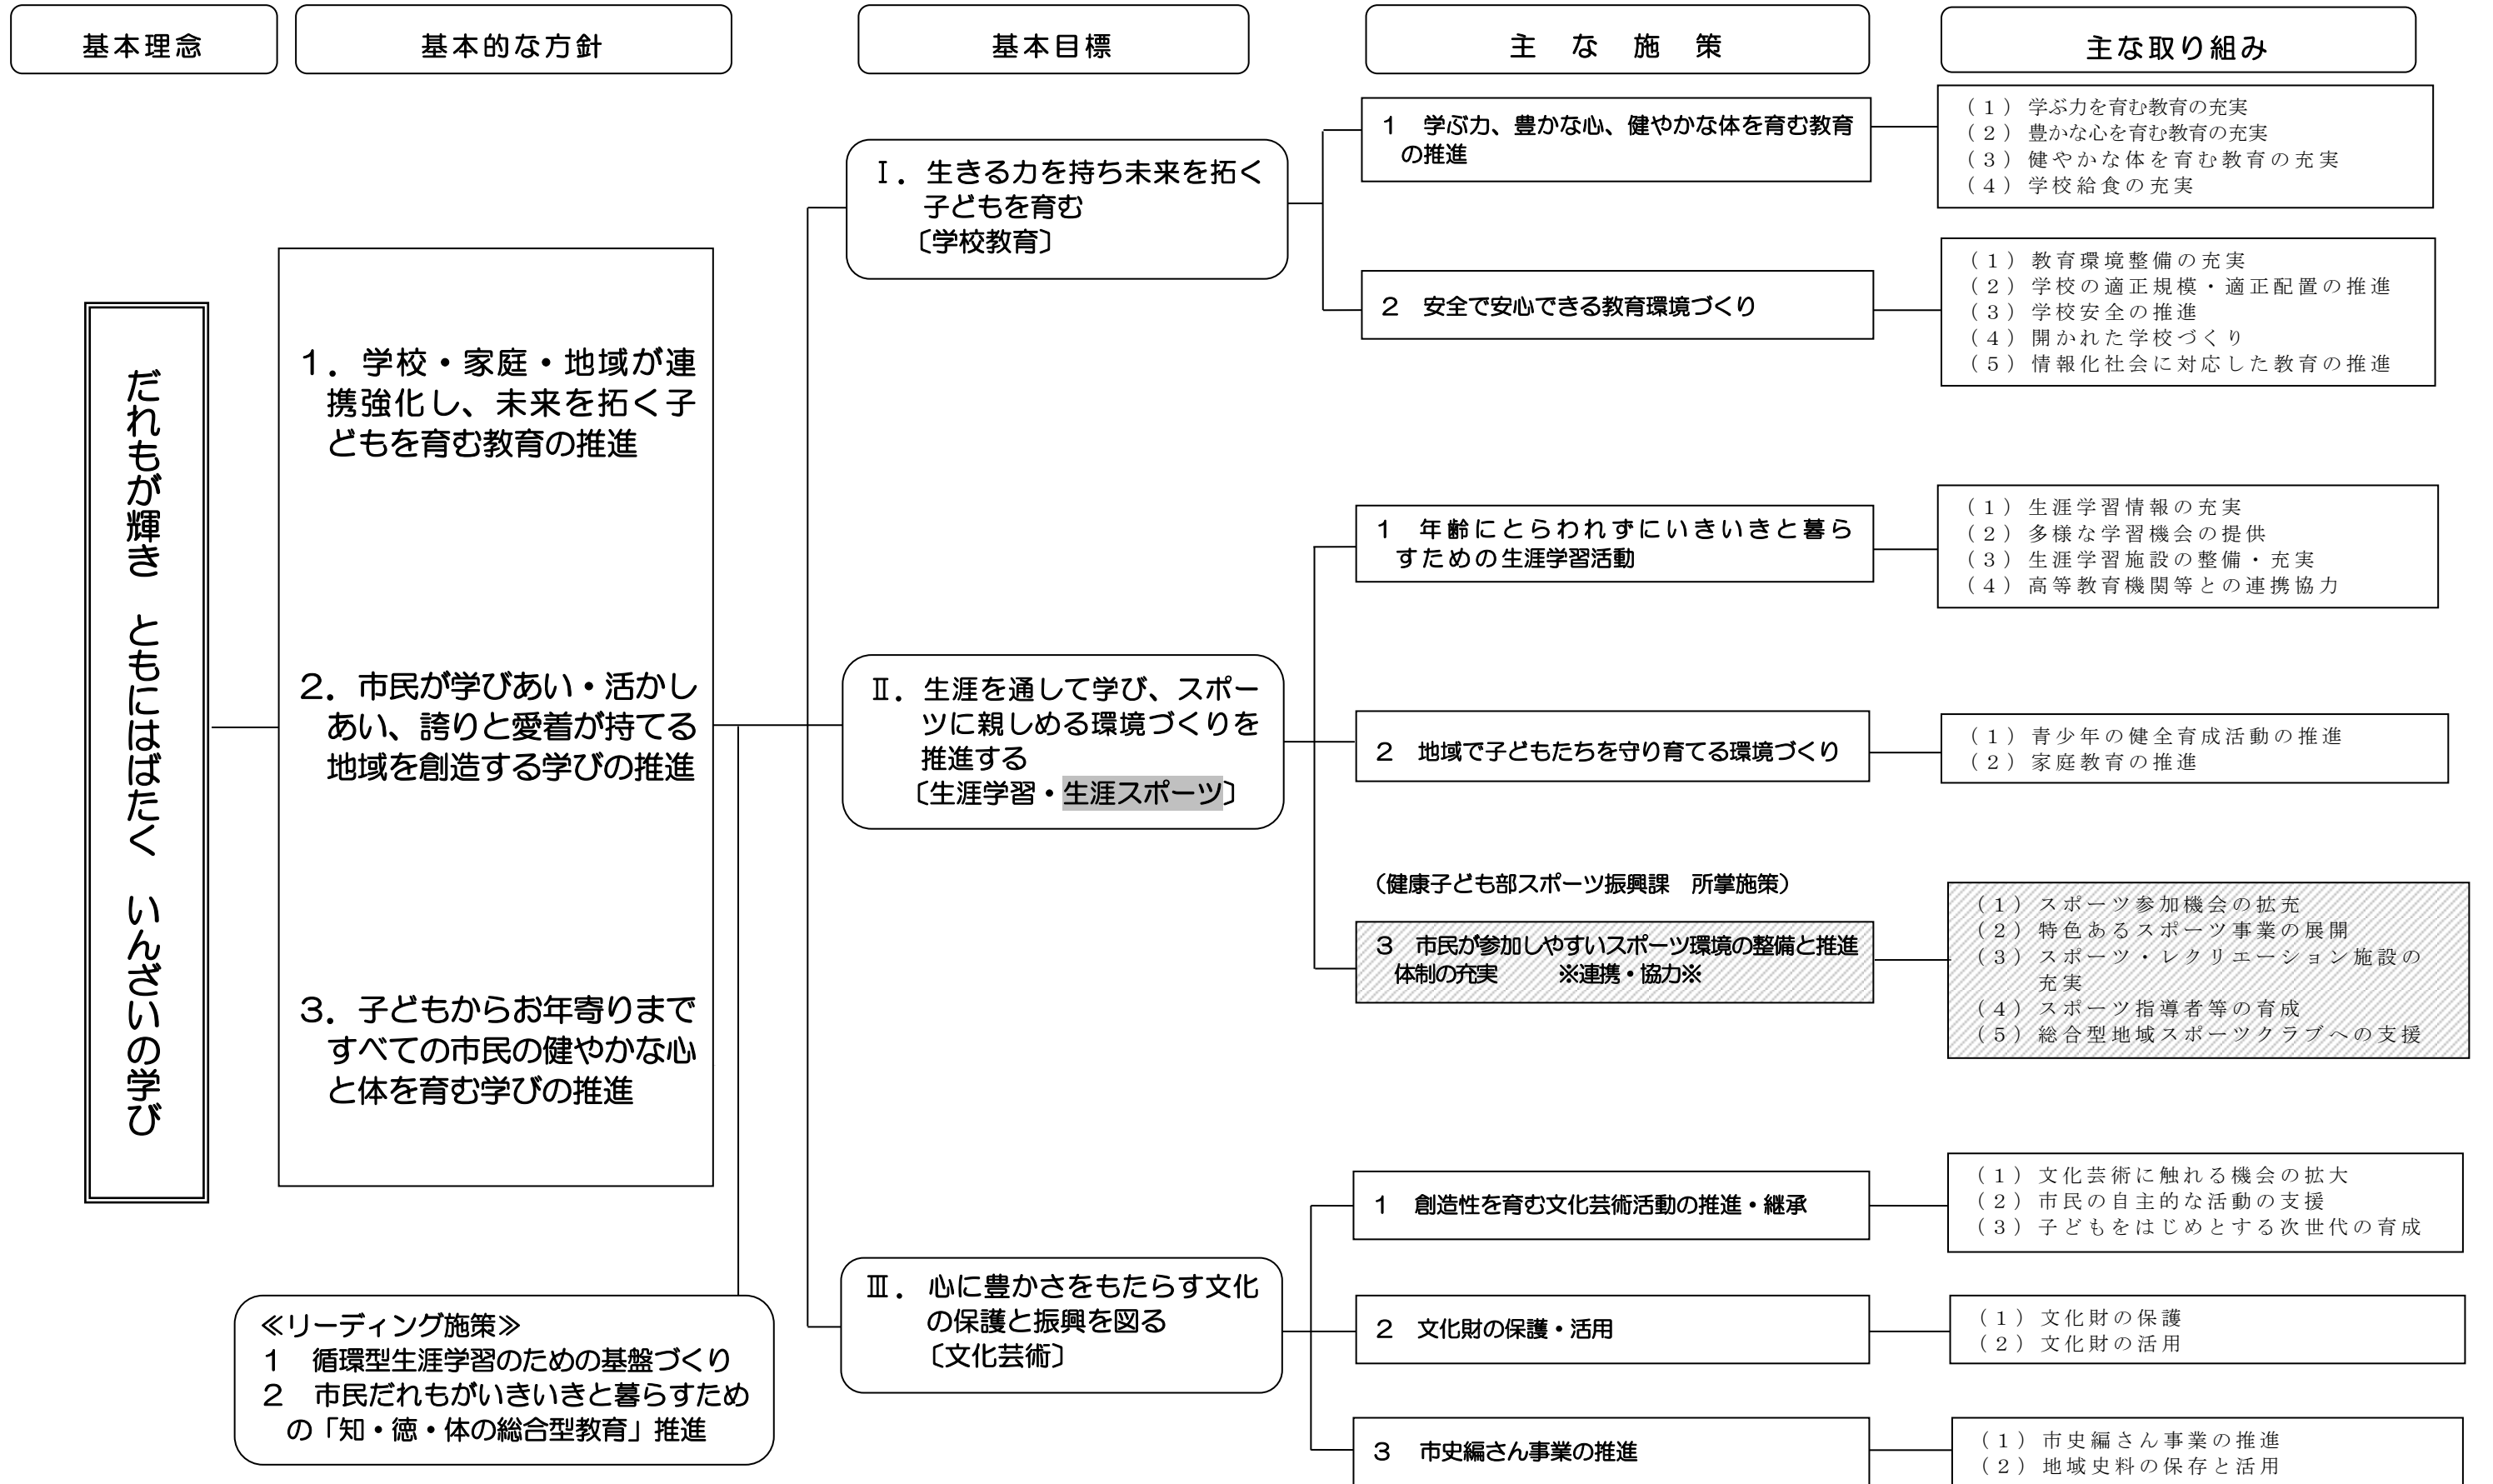 基本理念
基本的な方針
基本目標
主　な　施　策
主な取り組み
だれもが輝き　ともにはばたく　いんざいの学び
１．学校・家庭・地域が連
携強化し、未来を拓く子
どもを育む教育の推進
２．市民が学びあい・活かし
あい、誇りと愛着が持てる
地域を創造する学びの推進
３．子どもからお年寄りまで
すべての市民の健やかな心
と体を育む学びの推進
≪リーディング施策≫
１　循環型生涯学習のための基盤づくり
２　市民だれもがいきいきと暮らすため
の「知・徳・体の総合型教育」推進
Ⅰ．生きる力を持ち未来を拓く
子どもを育む
〔学校教育〕
１　学ぶ力、豊かな心、健やかな体を育む教育
の推進
（１）学ぶ力を育む教育の充実
（２）豊かな心を育む教育の充実
（３）健やかな体を育む教育の充実
（４）学校給食の充実
２　安全で安心できる教育環境づくり
（１）教育環境整備の充実
（２）学校の適正規模・適正配置の推進
（３）学校安全の推進
（４）開かれた学校づくり
（５）情報化社会に対応した教育の推進
Ⅱ．生涯を通して学び、スポー
ツに親しめる環境づくりを
推進する
〔生涯学習・生涯スポーツ〕
１　年齢にとらわれずにいきいきと暮ら
すための生涯学習活動
（１）生涯学習情報の充実
（２）多様な学習機会の提供
（３）生涯学習施設の整備・充実
（４）高等教育機関等との連携協力
２　地域で子どもたちを守り育てる環境づくり
（１）青少年の健全育成活動の推進
（２）家庭教育の推進
（健康子ども部スポーツ振興課　所掌施策）
３　市民が参加しやすいスポーツ環境の整備と推進
体制の充実　　　※連携・協力※
（１）スポーツ参加機会の拡充
（２）特色あるスポーツ事業の展開
（３）スポーツ・レクリエーション施設の
充実
（４）スポーツ指導者等の育成
（５）総合型地域スポーツクラブへの支援
Ⅲ．心に豊かさをもたらす文化
の保護と振興を図る
〔文化芸術〕
１　創造性を育む文化芸術活動の推進・継承
（１）文化芸術に触れる機会の拡大
（２）市民の自主的な活動の支援
（３）子どもをはじめとする次世代の育成
２　文化財の保護・活用
（１）文化財の保護
（２）文化財の活用
３　市史編さん事業の推進
（１）市史編さん事業の推進
（２）地域史料の保存と活用